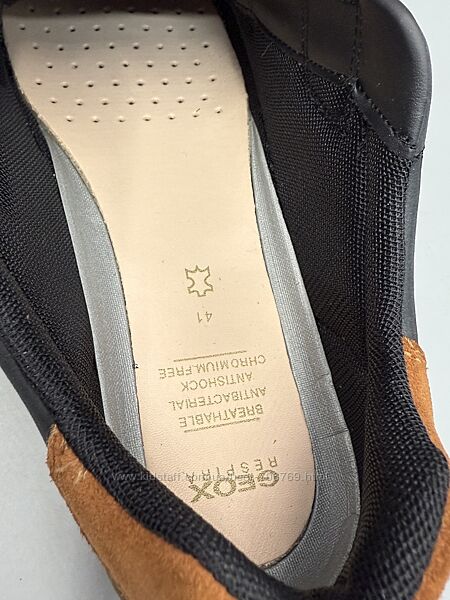 GEOX
RESPIRA
BREATHABLE
ANTIBACTERIAL
ANTISHOCK
CHROMIUM-FREE
41